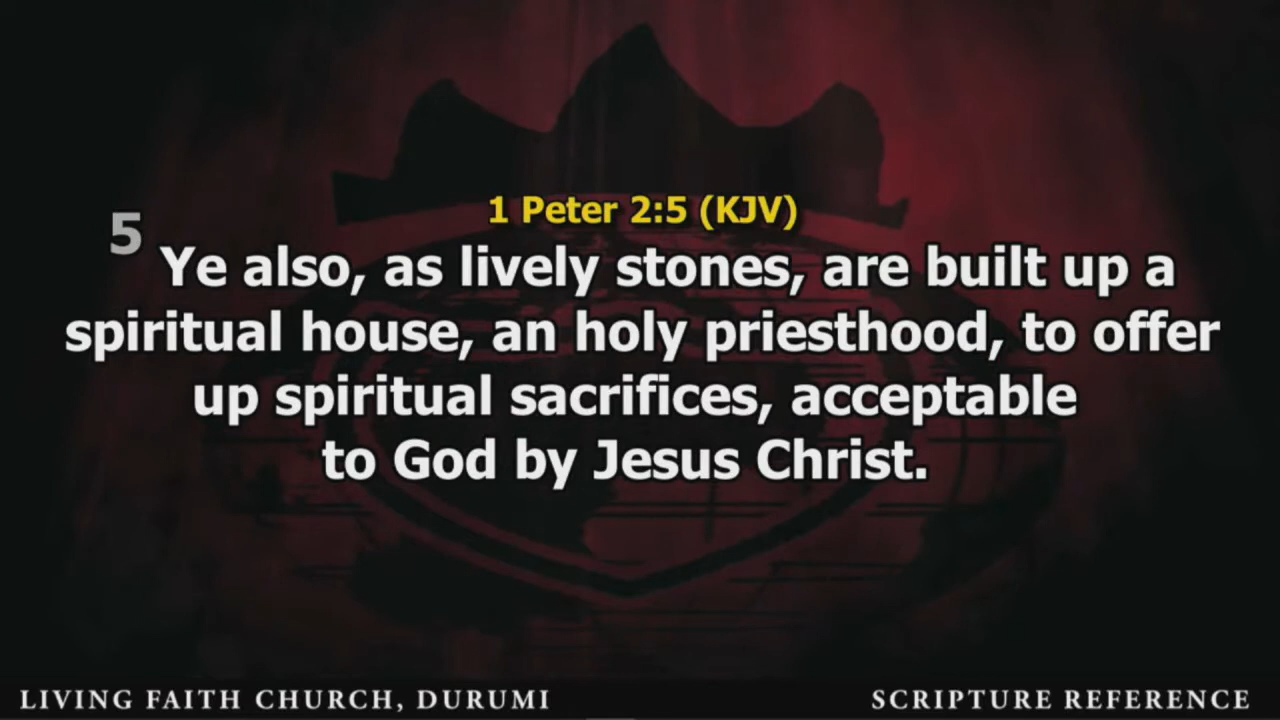 1 Peter 2:5 (KJV)
5 Ye also, as lively stones, are built up a
spiritual house, an holy priesthood, to offer
up spiritual sacrifices, acceptable
to God by Jesus Christ.
LIVING FAITH CHURCH, DURUMI
SCRIPTURE REFERENCE